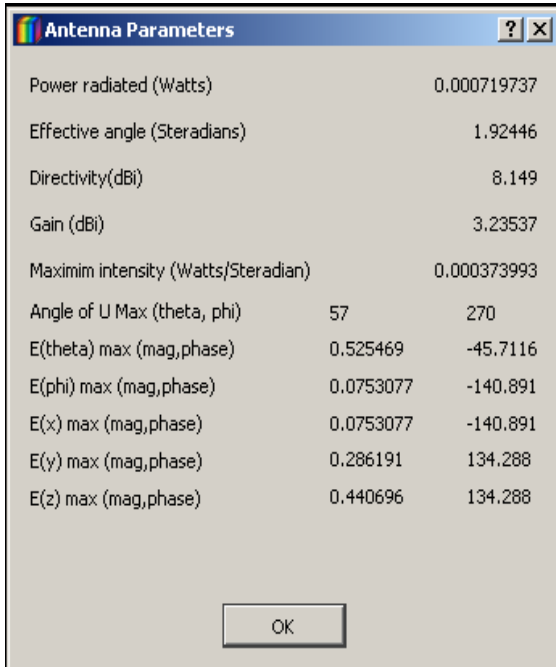 Antenna Parameters ? X
Power radiated (Watts) 0.000719737
Effective angle (Steradians) 1.92446
Directivity(dBi) 8.149
Gain (dBi) 3.23537
Maximim intensity (Watts/Steradian) 0.000373993
Angle of U Max (theta, phi) 57 270
E(theta) max (mag,phase) 0.525469 -45.7116
E(phi) max (mag,phase) 0.0753077 -140.891
E(x) max (mag,phase) 0.0753077 -140.891
E(y) max (mag,phase) 0.286191 134.288
E(z) max (mag,phase) 0.440696 134.288
OK